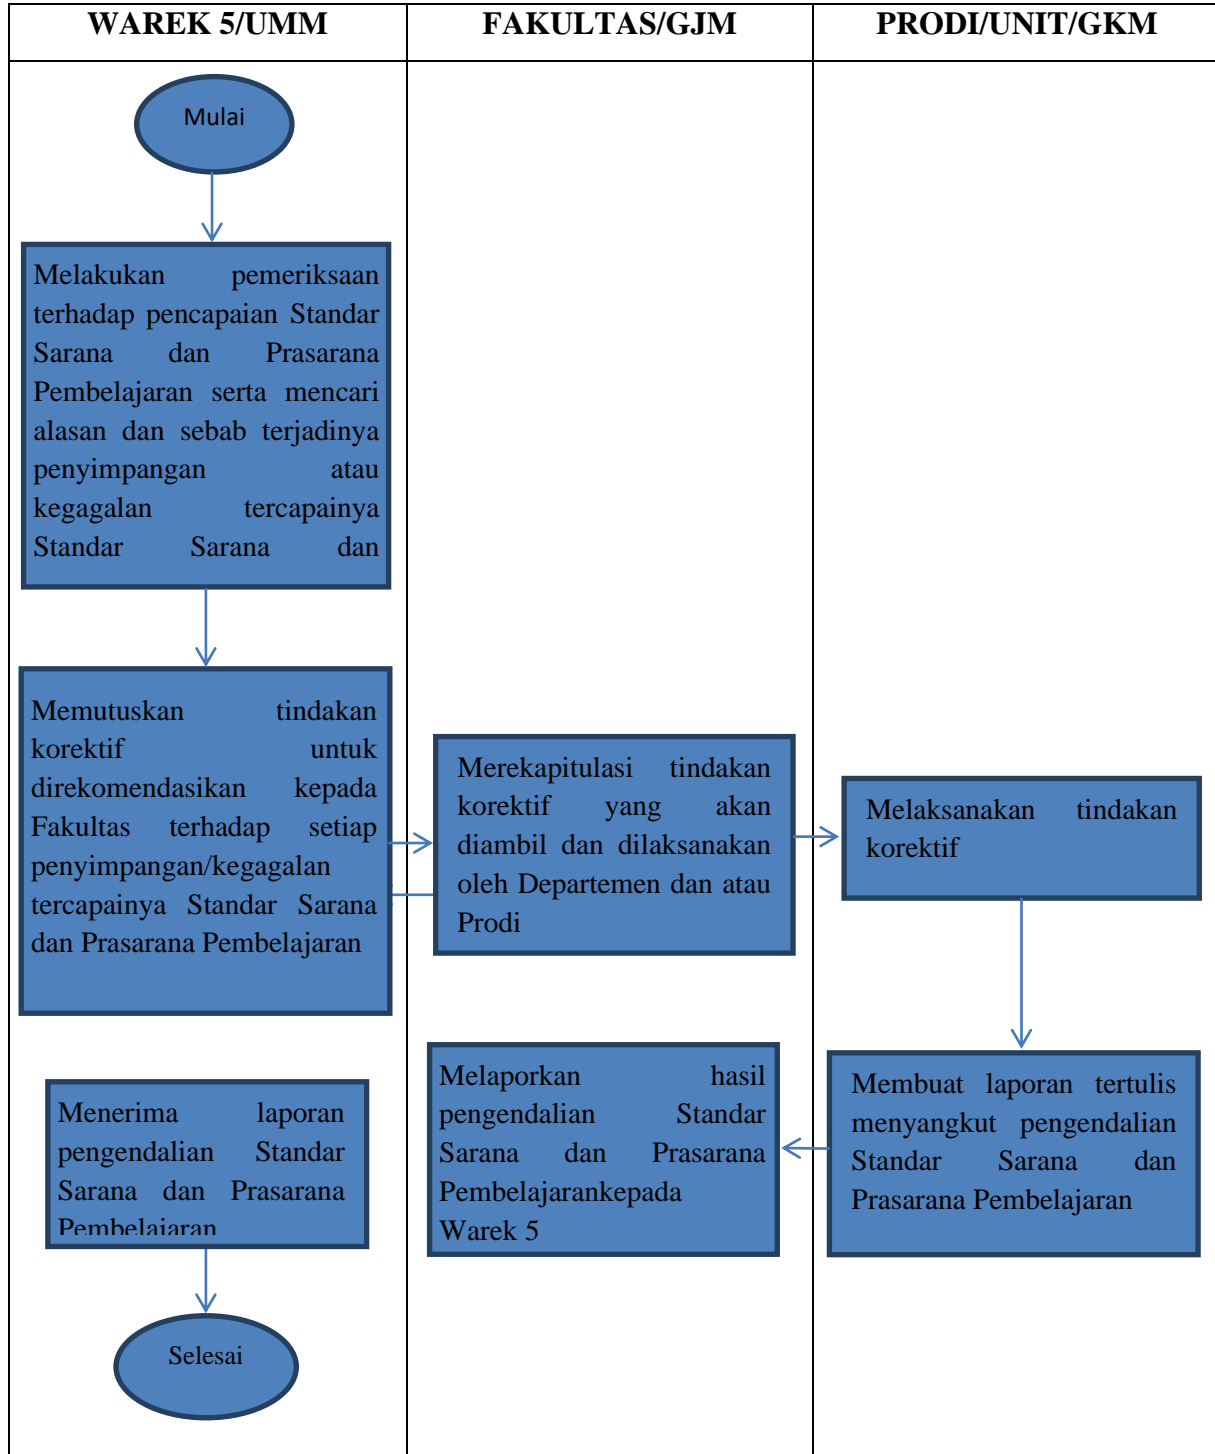 WAREK 5/UMM
FAKULTAS/GJM
PRODI/UNIT/GKM
Mulai
Melakukan pemeriksaan
terhadap pencapaian Standar
Sarana dan Prasarana
Pembelajaran serta mencari
alasan dan sebab terjadinya
penyimpangan atau
kegagalan tercapainya
Standar Sarana dan
Memutuskan tindakan
korektif untuk
direkomendasikan kepada
Fakultas terhadap setiap
penyimpangan/kegagalan
tercapainya Standar Sarana
dan Prasarana Pembelajaran
Merekapitulasi tindakan
korektif yang akan
diambil dan dilaksanakan
oleh Departemen dan atau
Prodi
Melaksanakan tindakan
korektif
Menerima laporan
pengendalian Standar
Sarana dan Prasarana
Pembelajaran
Melaporkan hasil
pengendalian Standar
Sarana dan Prasarana
Pembelajarankepada
Warek 5
Membuat laporan tertulis
menyangkut pengendalian
Standar Sarana dan
Prasarana Pembelajaran
Selesai